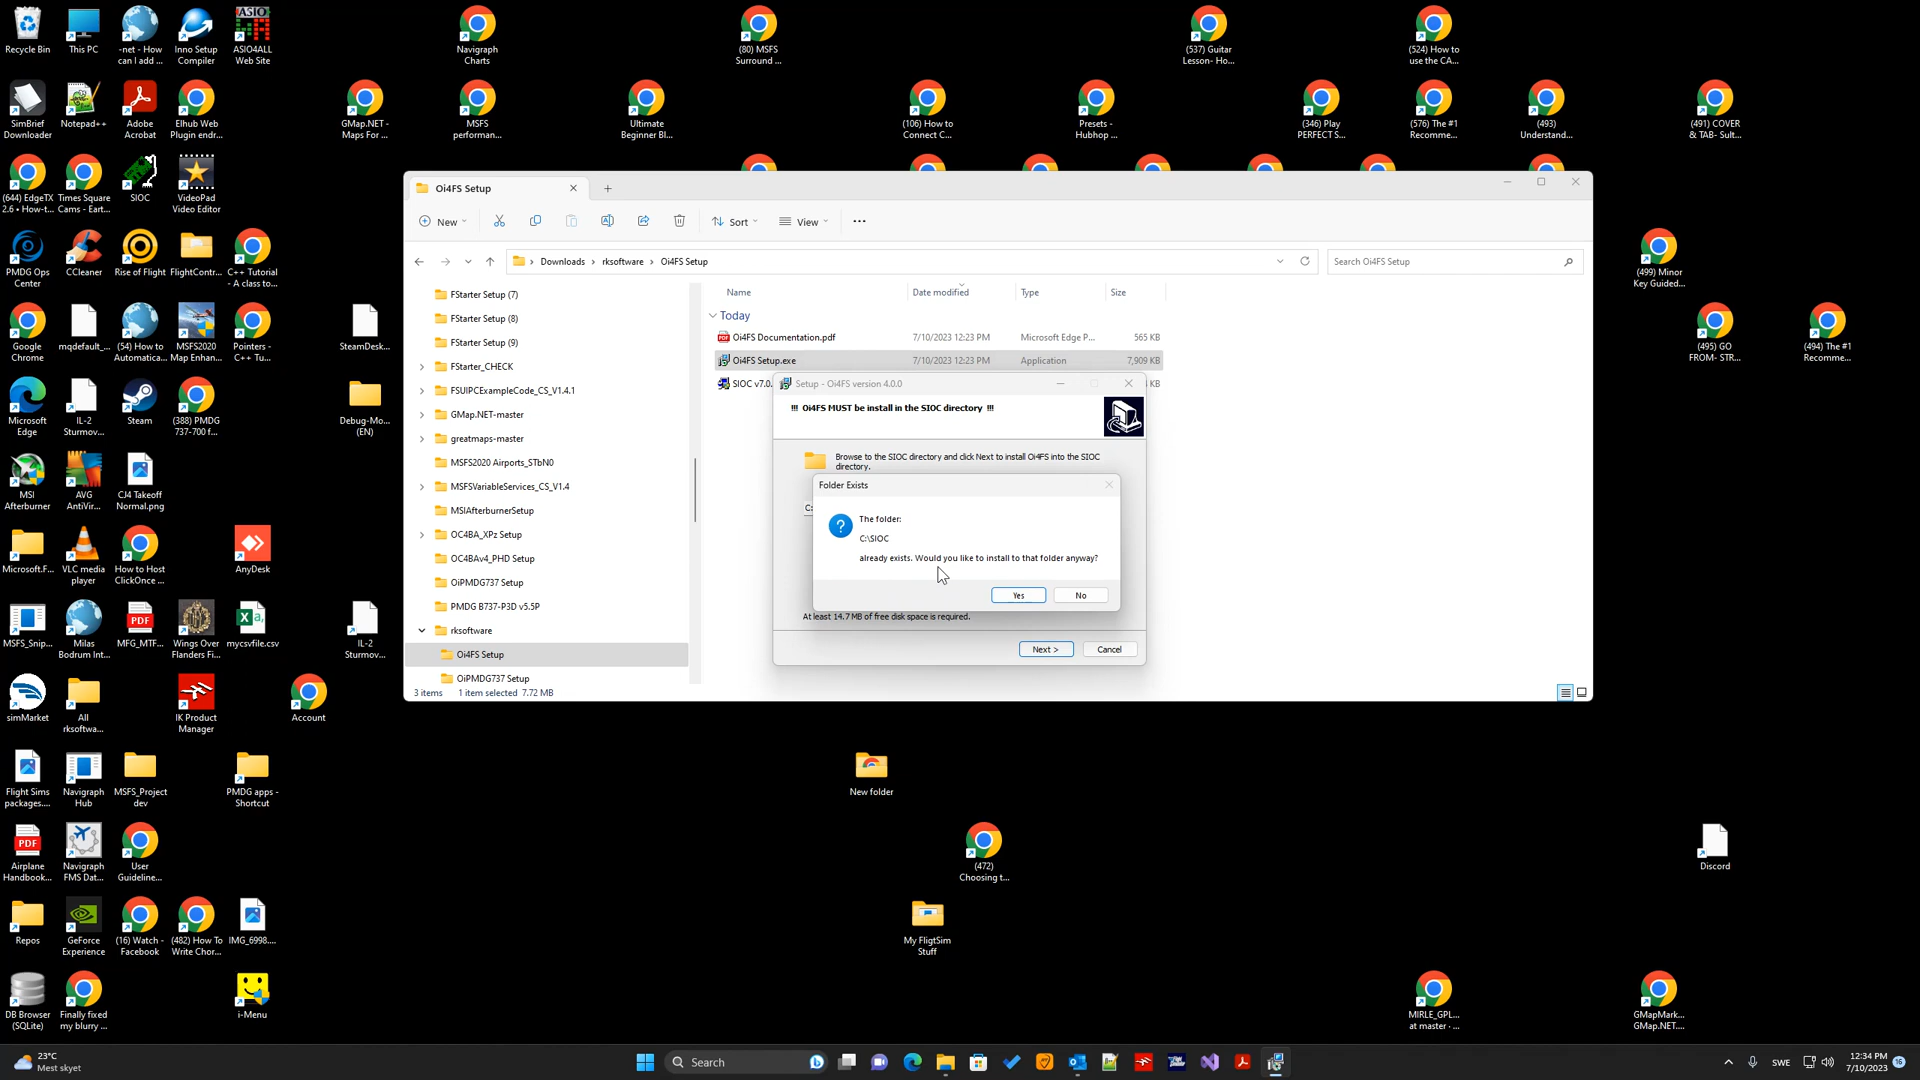 Recycle Bin
This PC
-net - How
can I add ...
Inno Setup
Compiler
ASIO4ALL
Web Site
Navigraph
Charts
(80) MSFS
Surround ...
(537) Guitar
Lesson- Ho...
(524) How to
use the CA...
SimBrief
Downloader
Notepad++
Adobe
Acrobat
Elhub Web
Plugin endr...
GMap.NET -
Maps For ...
MSFS
performan...
Ultimate
Beginner Bl...
(106) How to
Connect C...
Presets -
Hubhop ...
(346) Play
PERFECT S...
(576) The #1
Recomme...
(493)
Understand...
(491) COVER
& TAB- Sult...
(644) EdgeTX
2.6 • How-t...
Times Square
Cams - Eart...
SIOC
VideoPad
Video Editor
PMDG Ops
Center
CCleaner
Rise of Flight
FlightContr...
C++ Tutorial
- A class to...
(499) Minor
Key Guided...
Google
Chrome
mqdefault_...
(54) How to
Automatica...
MSFS2020
Map Enhan...
Pointers -
C++ Tu...
SteamDesk...
(495) GO
FROM- STR...
(494) The #1
Recomme...
Microsoft
Edge
IL-2
Sturmov...
Steam
(388) PMDG
737-700 f...
Debug-Mo...
(EN)
MSI
Afterburner
AVG
AntiVir...
CJ4 Takeoff
Normal.png
Microsoft.F...
VLC media
player
How to Host
ClickOnce ...
AnyDesk
MSFS_Snip...
Milas
Bodrum Int...
MFG_MTF...
Wings Over
Flanders Fi...
mycsvfile.csv
IL-2
Sturmov...
simMarket
All
rksoftwa...
IK Product
Manager
Account
Flight Sims
packages....
Navigraph
Hub
MSFS_Project
dev
PMDG apps -
Shortcut
New folder
Airplane
Handbook...
Navigraph
FMS Dat...
User
Guideline...
(472)
Choosing t...
Discord
Repos
GeForce
Experience
(16) Watch -
Facebook
(482) How To
Write Chor...
IMG_6998....
My FligtSim
Stuff
DB Browser
(SQLite)
Finally fixed
my blurry ...
i-Menu
MIRLE_GPL...
at master · ...
GMapMark...
GMap.NET....
Oi4FS Setup
New
Sort
View
Downloads
rksoftware
Oi4FS Setup
Search Oi4FS Setup
FStarter Setup (7)
FStarter Setup (8)
FStarter Setup (9)
FStarter_CHECK
FSUIPCExampleCode_CS_V1.4.1
GMap.NET-master
greatmaps-master
MSFS2020 Airports_STbN0
MSFSVariableServices_CS_V1.4
MSIAfterburnerSetup
OC4BA_XPz Setup
OC4BAv4_PHD Setup
OiPMDG737 Setup
PMDG B737-P3D v5.5P
rksoftware
Oi4FS Setup
OiPMDG737 Setup
3 items
1 item selected 7.72 MB
Name
Date modified
Type
Size
Today
Oi4FS Documentation.pdf
7/10/2023 12:23 PM
Microsoft Edge P...
565 KB
Oi4FS Setup.exe
7/10/2023 12:23 PM
Application
7,909 KB
SIOC v7.0.
KB
Setup - Oi4FS version 4.0.0
!!! Oi4FS MUST be install in the SIOC directory !!!
Browse to the SIOC directory and click Next to install Oi4FS into the SIOC
directory.
C:
Folder Exists
The folder:
C:\SIOC
already exists. Would you like to install to that folder anyway?
Yes
No
At least 14.7 MB of free disk space is required.
Next >
Cancel
23°C
Mest skyet
Search
SWE
12:34 PM
7/10/2023
16